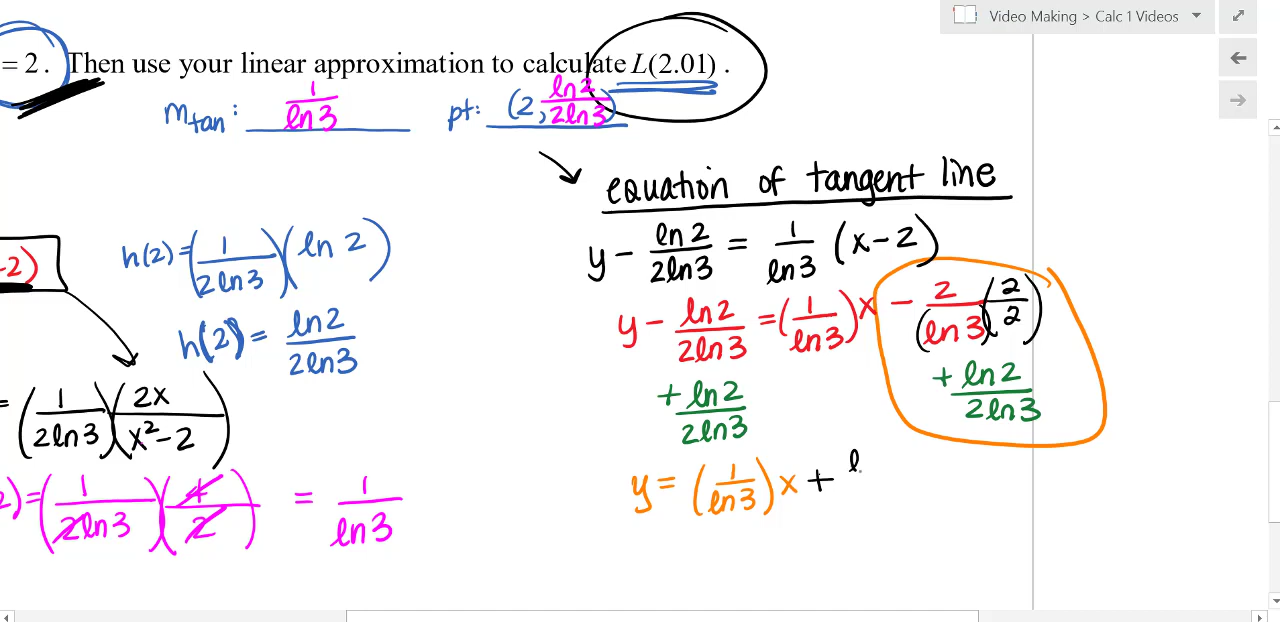 Video Making > Calc 1 Videos
= 2 . Then use your linear approximation to calculate L(2.01) .
m_tan : 1/ln3 pt: (2, ln2/2ln3)
equation of tangent line
-2)
h(2)=(1/2ln3)(ln 2)
y - ln2/2ln3 = 1/ln3 (x-2)
h(2)= ln2/2ln3
y - ln2/2ln3 = (1/ln3)x - 2/(ln3) (2/2)
+ ln2/2ln3 + ln2/2ln3
= (1/2ln3)(2x/x²-2)
y = (1/ln3)x + l
2)=(1/2ln3)(4/2) = 1/ln3